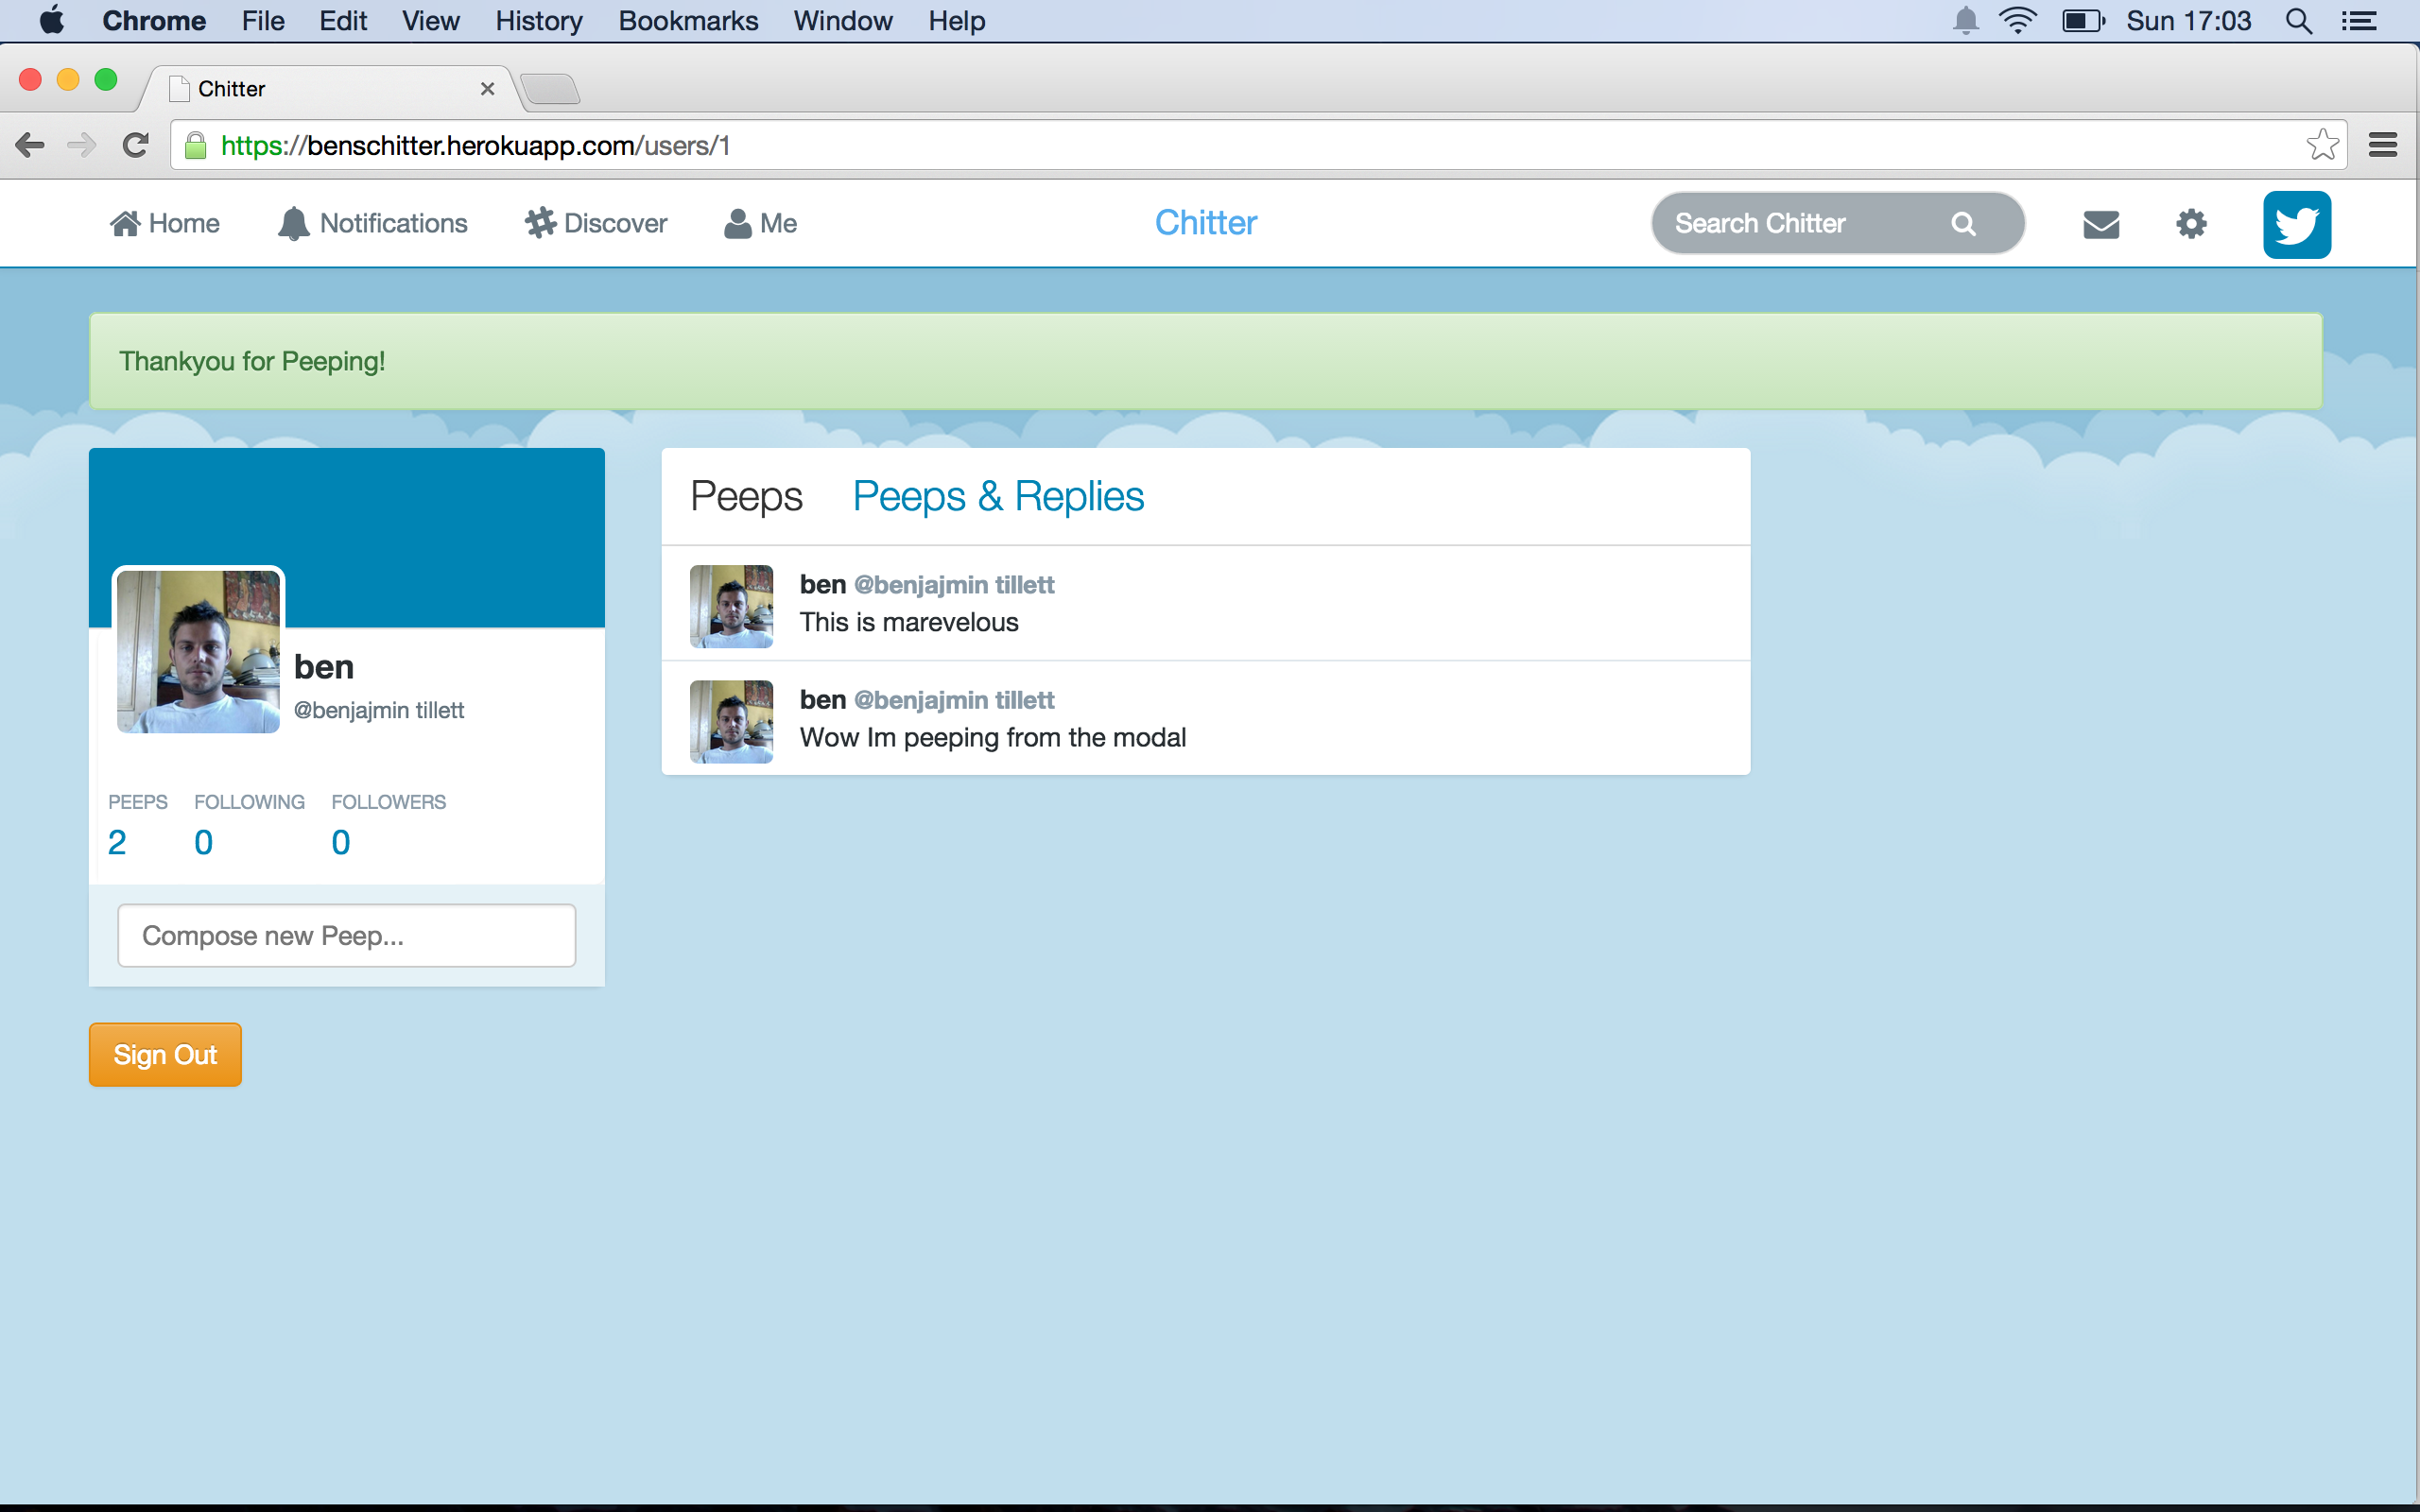 Chrome File Edit View History Bookmarks Window Help Sun 17:03
Chitter
https://benschitter.herokuapp.com/users/1
Home Notifications Discover Me Chitter Search Chitter
Thankyou for Peeping!
Peeps Peeps & Replies
ben @benjajmin tillett
This is marevelous
ben @benjajmin tillett
Wow Im peeping from the modal
ben
@benjajmin tillett
PEEPS FOLLOWING FOLLOWERS
2 0 0
Compose new Peep...
Sign Out